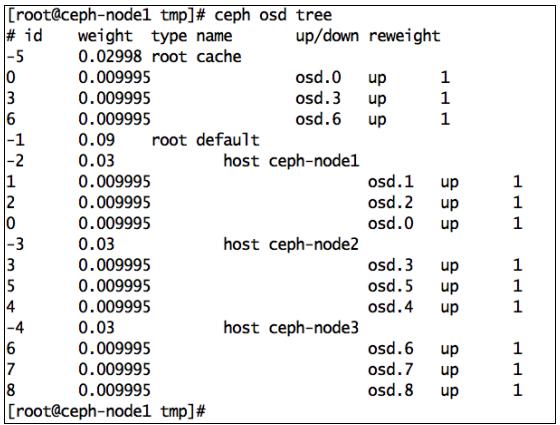 [root@ceph-node1 tmp]# ceph osd tree
# id weight type name up/down reweight
-5 0.02998 root cache
0 0.009995 osd.0 up 1
3 0.009995 osd.3 up 1
6 0.009995 osd.6 up 1
-1 0.09 root default
-2 0.03 host ceph-node1
1 0.009995 osd.1 up 1
2 0.009995 osd.2 up 1
0 0.009995 osd.0 up 1
-3 0.03 host ceph-node2
3 0.009995 osd.3 up 1
5 0.009995 osd.5 up 1
4 0.009995 osd.4 up 1
-4 0.03 host ceph-node3
6 0.009995 osd.6 up 1
7 0.009995 osd.7 up 1
8 0.009995 osd.8 up 1
[root@ceph-node1 tmp]#